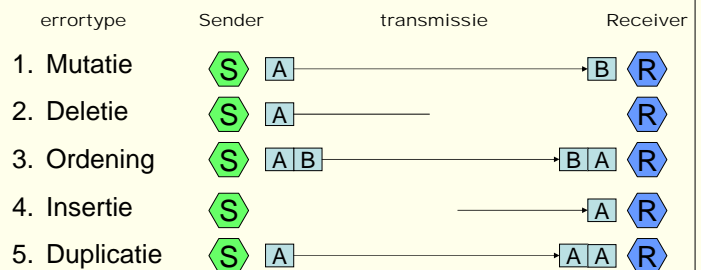 errortype Sender transmissie Receiver
1. Mutatie S A B R
2. Deletie S A R
3. Ordening S A B B A R
4. Insertie S A R
5. Duplicatie S A A A R